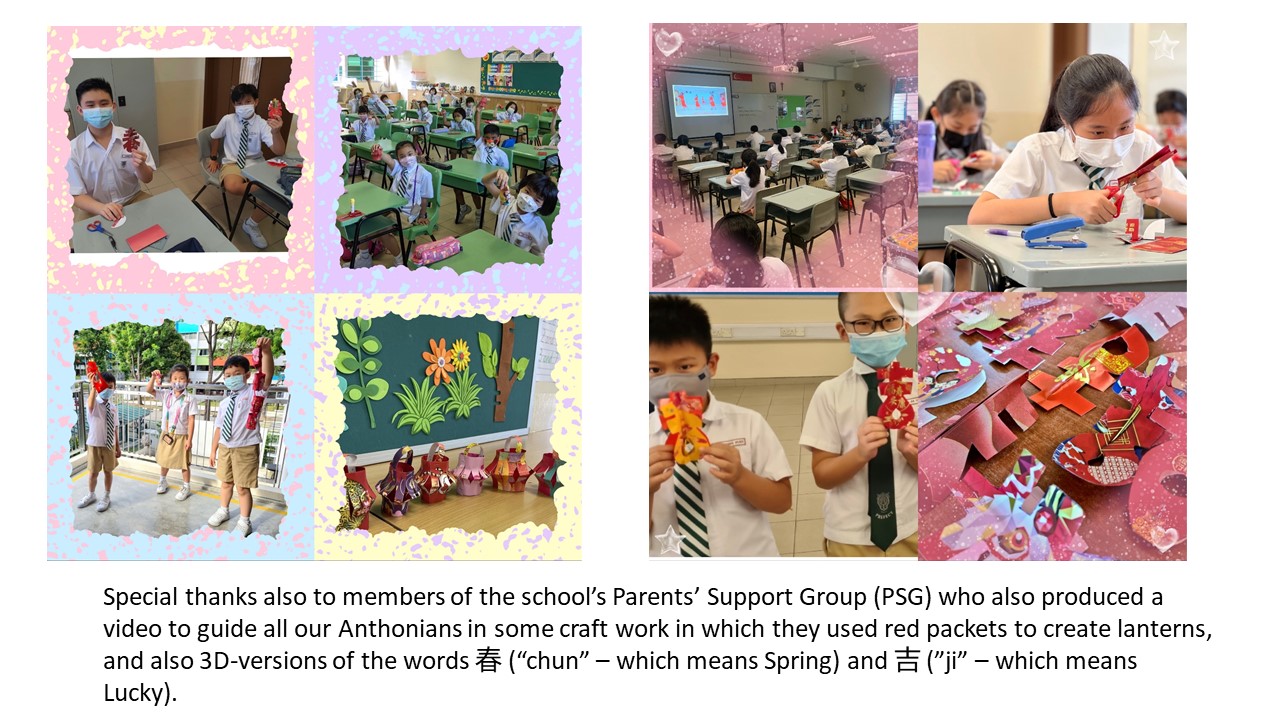 Special thanks also to members of the school’s Parents’ Support Group (PSG) who also produced a
video to guide all our Anthonians in some craft work in which they used red packets to create lanterns,
and also 3D-versions of the words 春 (“chun” – which means Spring) and 吉 (”ji” – which means
Lucky).